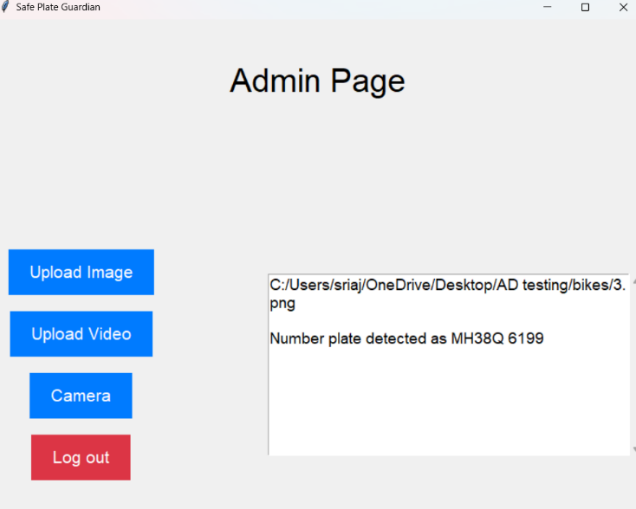 Safe Plate Guardian
Admin Page
Upload Image
Upload Video
Camera
Log out
C:/Users/sriaj/OneDrive/Desktop/AD testing/bikes/3.
png
Number plate detected as MH38Q 6199